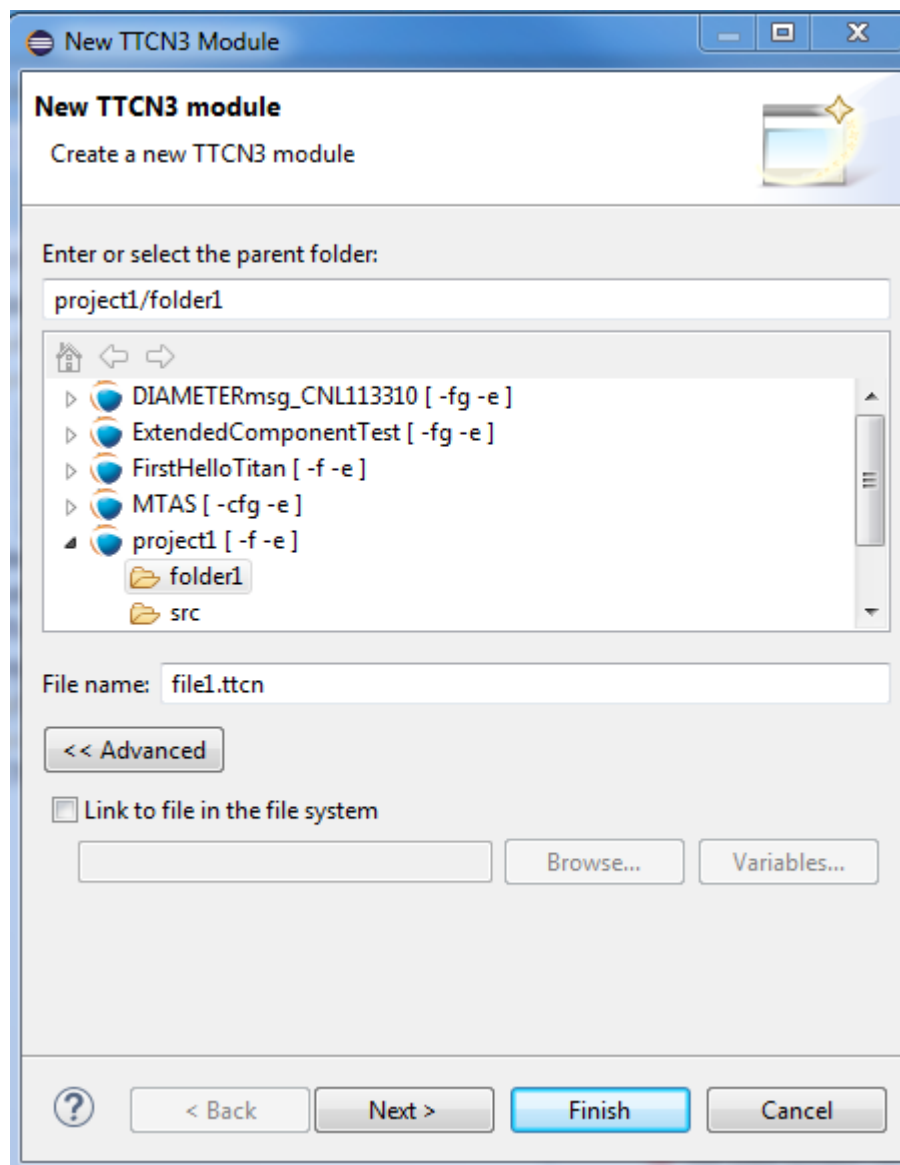 New TTCN3 Module
New TTCN3 module
Create a new TTCN3 module
Enter or select the parent folder:
project1/folder1
DIAMETERmsg_CNL113310 [ -fg -e ]
ExtendedComponentTest [ -fg -e ]
FirstHelloTitan [ -f -e ]
MTAS [ -cfg -e ]
project1 [ -f -e ]
folder1
src
File name: file1.ttcn
<< Advanced
Link to file in the file system
Browse... Variables...
? < Back Next > Finish Cancel